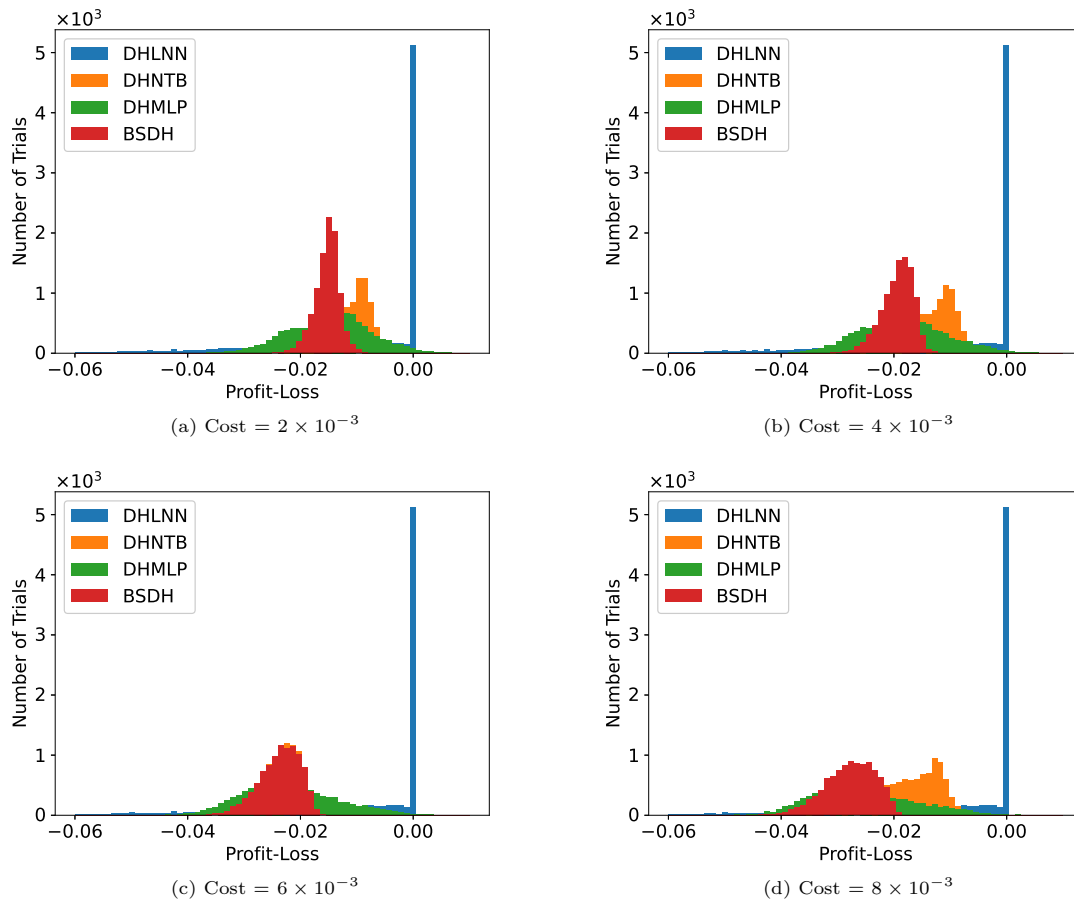 ×10³
5
4
3
2
1
0
Number of Trials
DHLNN
DHNTB
DHMLP
BSDH
−0.06 −0.04 −0.02 0.00
Profit-Loss
(a) Cost = 2 × 10⁻³
×10³
5
4
3
2
1
0
Number of Trials
DHLNN
DHNTB
DHMLP
BSDH
−0.06 −0.04 −0.02 0.00
Profit-Loss
(b) Cost = 4 × 10⁻³
×10³
5
4
3
2
1
0
Number of Trials
DHLNN
DHNTB
DHMLP
BSDH
−0.06 −0.04 −0.02 0.00
Profit-Loss
(c) Cost = 6 × 10⁻³
×10³
5
4
3
2
1
0
Number of Trials
DHLNN
DHNTB
DHMLP
BSDH
−0.06 −0.04 −0.02 0.00
Profit-Loss
(d) Cost = 8 × 10⁻³